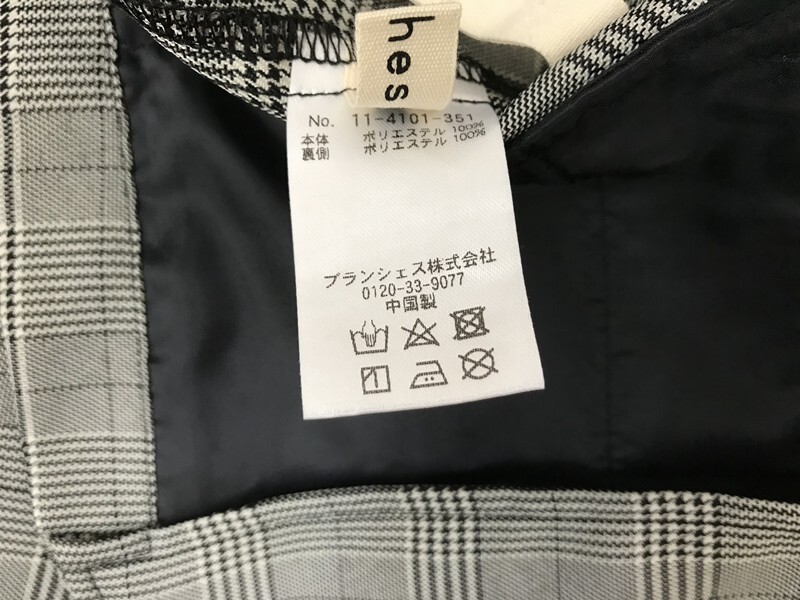 hes
No. 11-4101-351
本体 ポリエステル 100%
裏側 ポリエステル 100%
ブランシェス株式会社
0120-33-9077
中国製